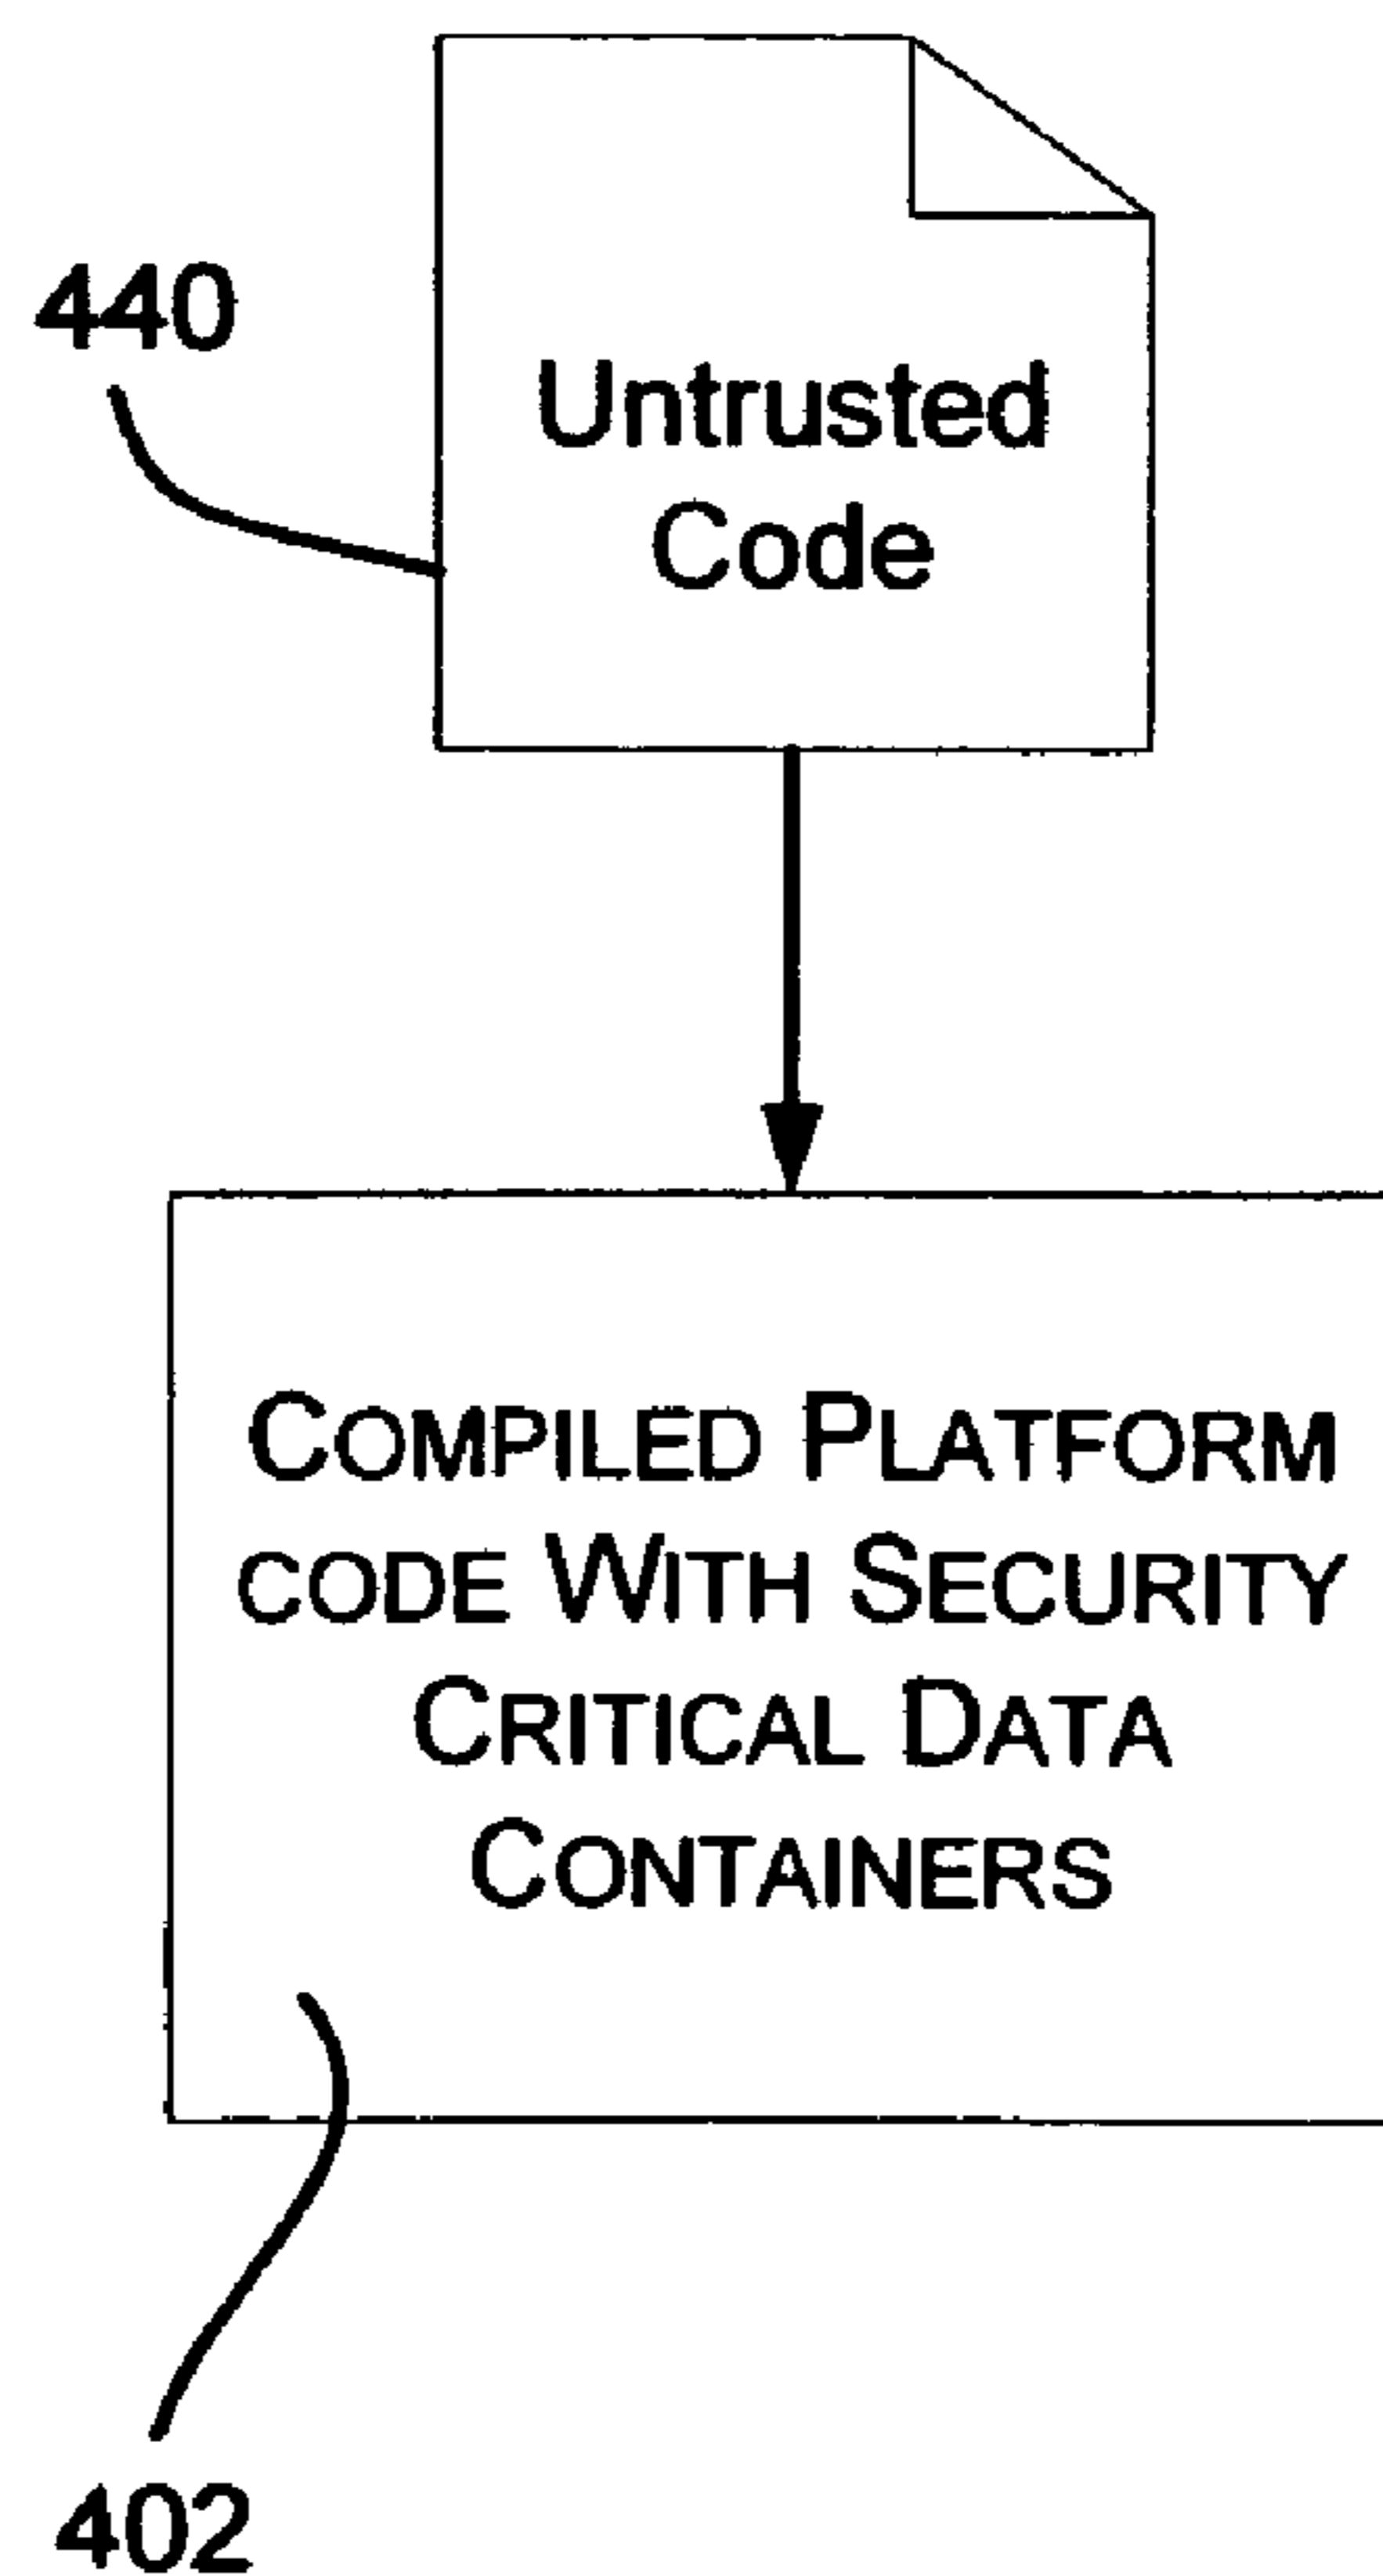 440
Untrusted
Code
COMPILED PLATFORM
CODE WITH SECURITY
CRITICAL DATA
CONTAINERS
402